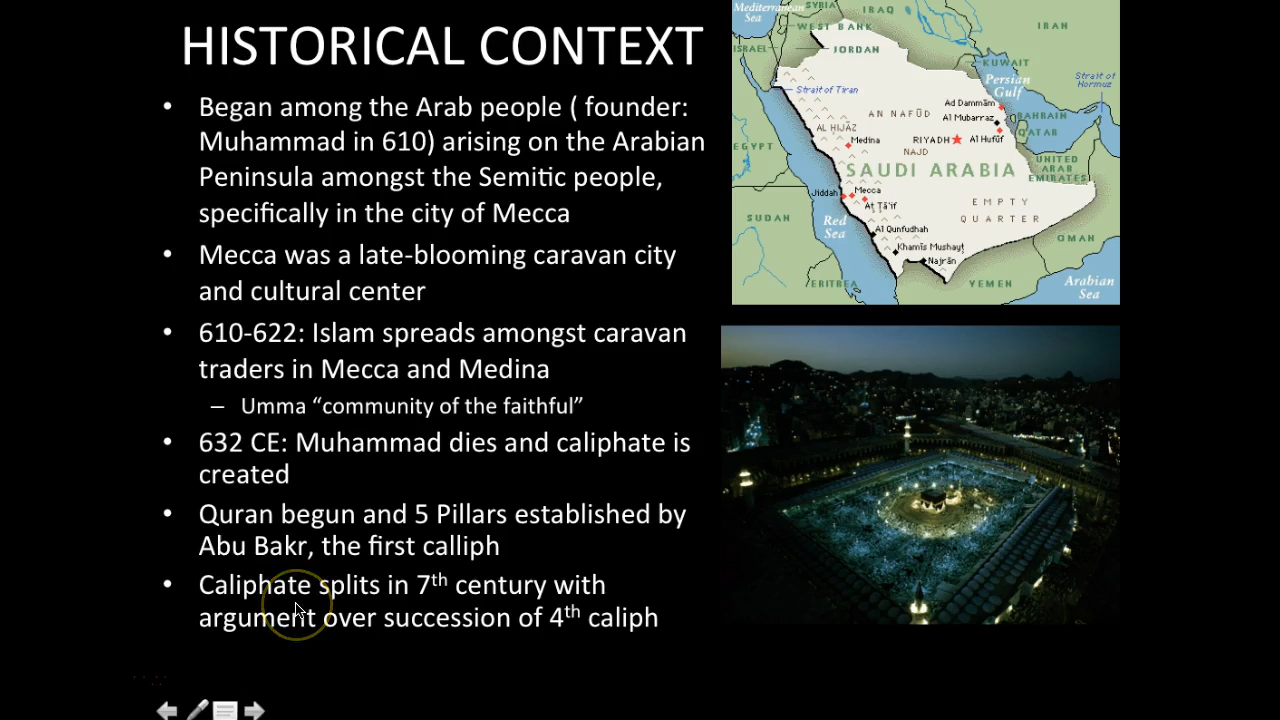 HISTORICAL CONTEXT
• Began among the Arab people ( founder:
Muhammad in 610) arising on the Arabian
Peninsula amongst the Semitic people,
specifically in the city of Mecca
• Mecca was a late-blooming caravan city
and cultural center
• 610-622: Islam spreads amongst caravan
traders in Mecca and Medina
– Umma “community of the faithful”
• 632 CE: Muhammad dies and caliphate is
created
• Quran begun and 5 Pillars established by
Abu Bakr, the first calliph
• Caliphate splits in 7th century with
argument over succession of 4th caliph
Mediterranean
Sea
SYRIA
IRAQ
IRAN
WEST BANK
ISRAEL
JORDAN
KUWAIT
Persian
Gulf
Strait of
Hormuz
Strait of Tiran
Ad Dammām
AN NAFŪD
Al Mubarraz
BAHRAIN
AL HIJĀZ
QATAR
EGYPT
Medina
RIYADH
Al Hufūf
NAJD
UNITED
ARAB
EMIRATES
SAUDI ARABIA
Jiddah
Mecca
At Tā'if
EMPTY
QUARTER
SUDAN
Red
Sea
Al Qunfudhah
OMAN
Khamīs Mushayt
Najrān
ERITREA
YEMEN
Arabian
Sea